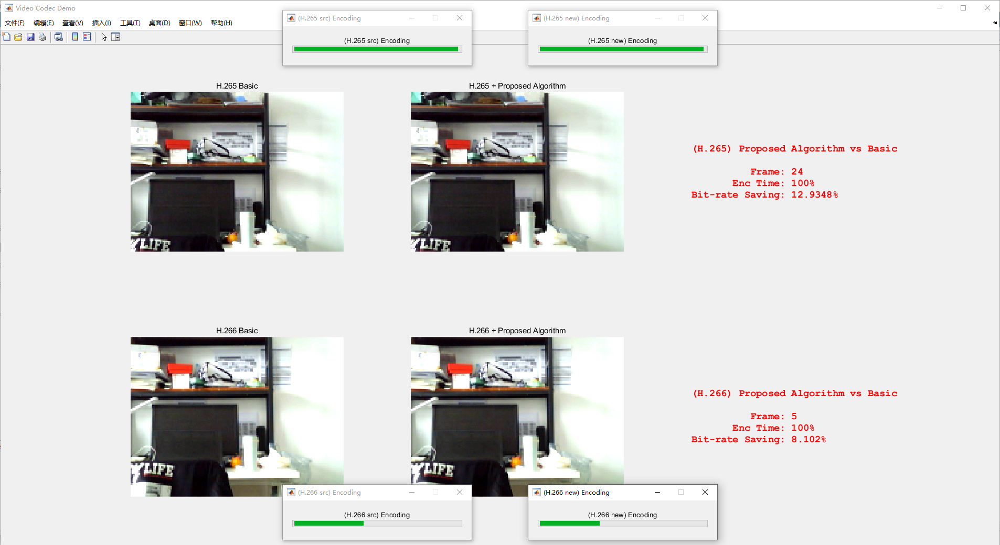 Video Codec Demo
文件(F) 编辑(E) 查看(V) 插入(I) 工具(T) 桌面(D) 窗口(W) 帮助(H)
(H.265 src) Encoding
(H.265 src) Encoding
(H.265 new) Encoding
(H.265 new) Encoding
H.265 Basic
H.265 + Proposed Algorithm
LIFE
LIFE
(H.265) Proposed Algorithm vs Basic
Frame: 24
Enc Time: 100%
Bit-rate Saving: 12.9348%
H.266 Basic
H.266 + Proposed Algorithm
LIFE
LIFE
(H.266) Proposed Algorithm vs Basic
Frame: 5
Enc Time: 100%
Bit-rate Saving: 8.102%
(H.266 src) Encoding
(H.266 src) Encoding
(H.266 new) Encoding
(H.266 new) Encoding